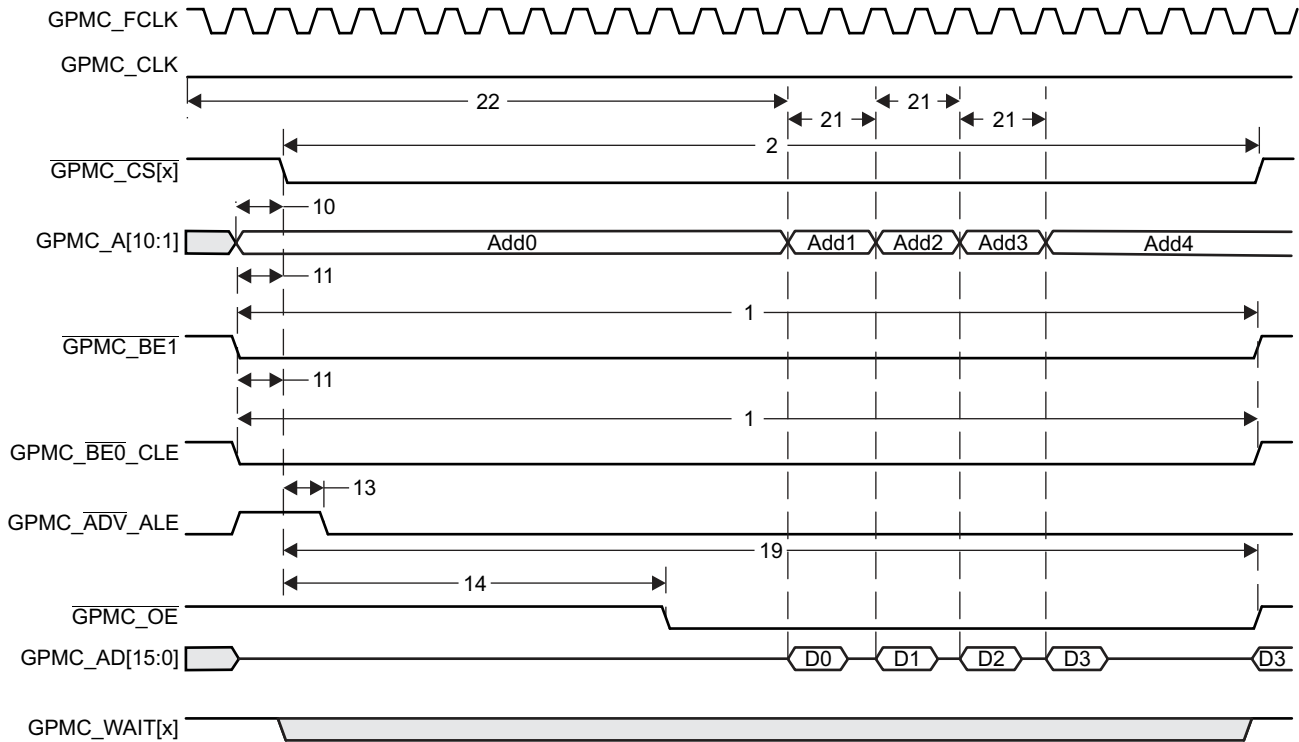 GPMC_FCLK
GPMC_CLK
22
21
21
21
2
GPMC_CS[x]
10
GPMC_A[10:1] Add0 Add1 Add2 Add3 Add4
11
1
GPMC_BE1
11
1
GPMC_BE0_CLE
13
GPMC_ADV_ALE
19
14
GPMC_OE
GPMC_AD[15:0] D0 D1 D2 D3 D3
GPMC_WAIT[x]